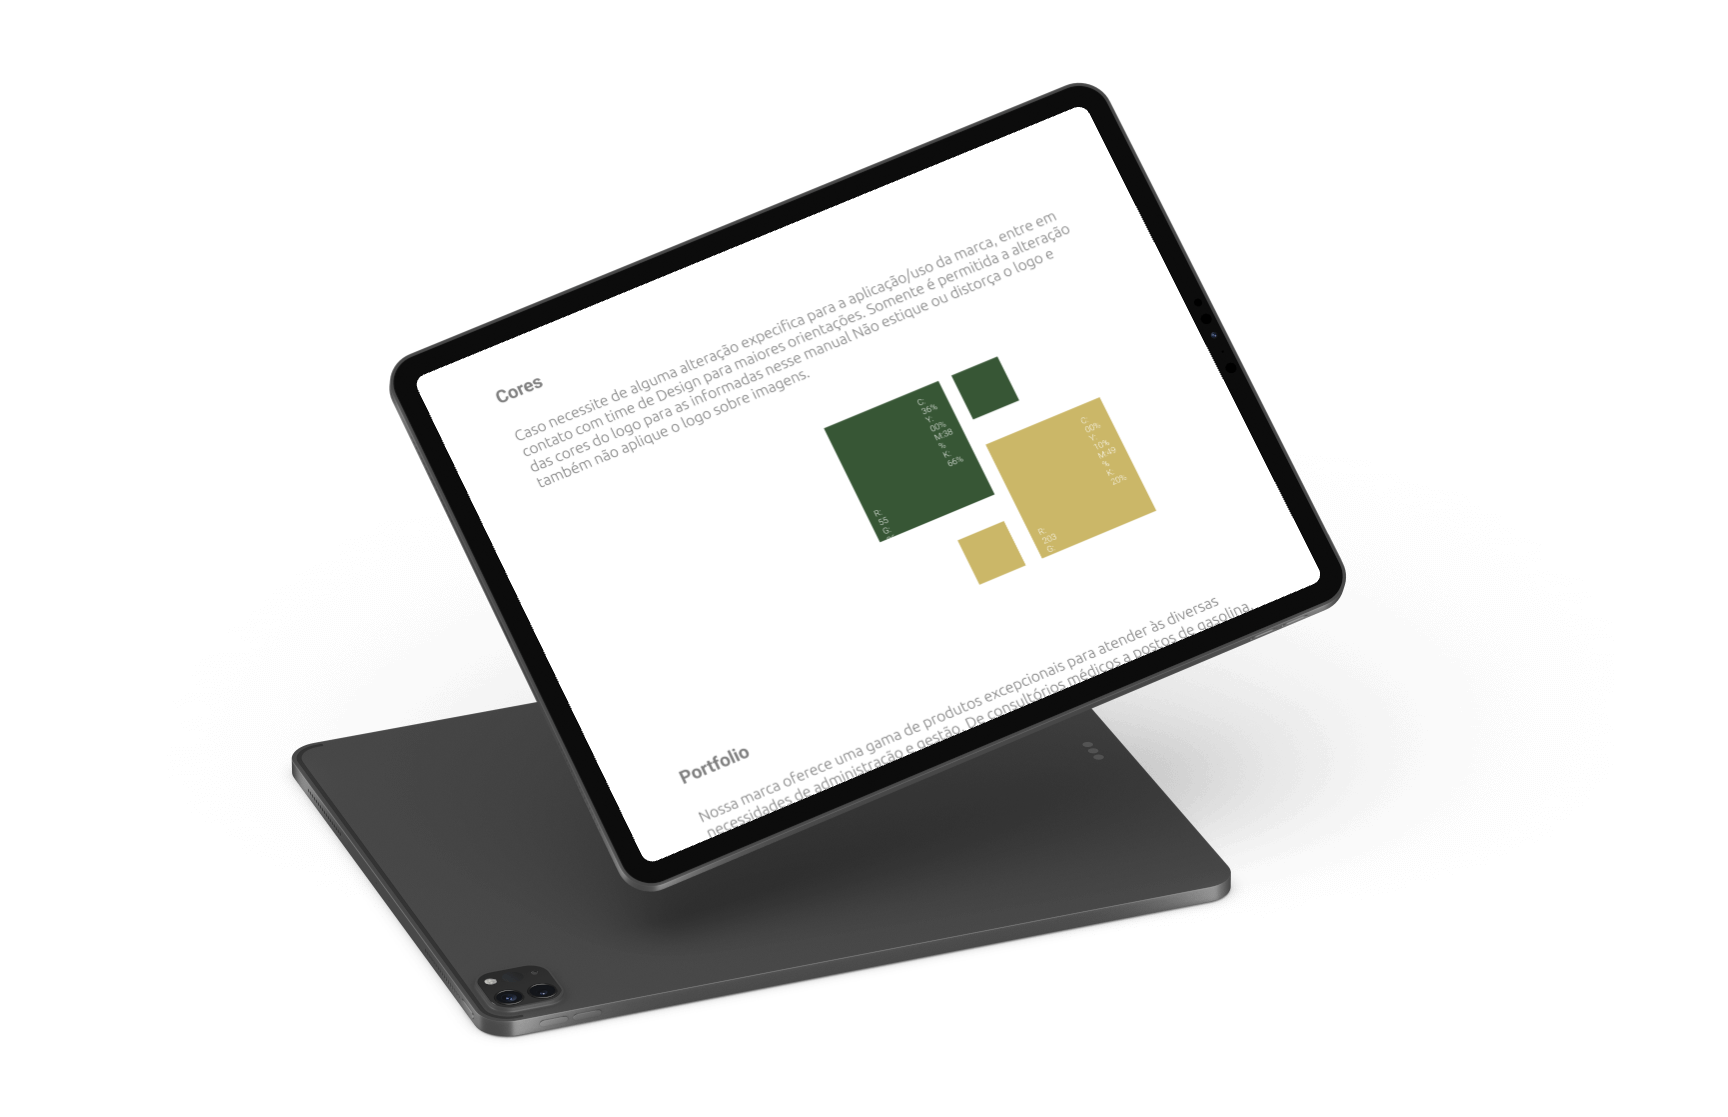 Cores
Caso necessite de alguma alteração expecifica para a aplicação/uso da marca, entre em
contato com time de Design para maiores orientações. Somente é permitida a alteração
das cores do logo para as informadas nesse manual Não estique ou distorça o logo e
também não aplique o logo sobre imagens.
C:
36%
Y:
00%
M:38
%
K:
66%
R:
55
G:
C:
00%
Y:
10%
M:49
%
K:
20%
R:
203
G:
Portfolio
Nossa marca oferece uma gama de produtos excepcionais para atender às diversas
necessidades de administração e gestão. De consultórios médicos a postos de gasolina,